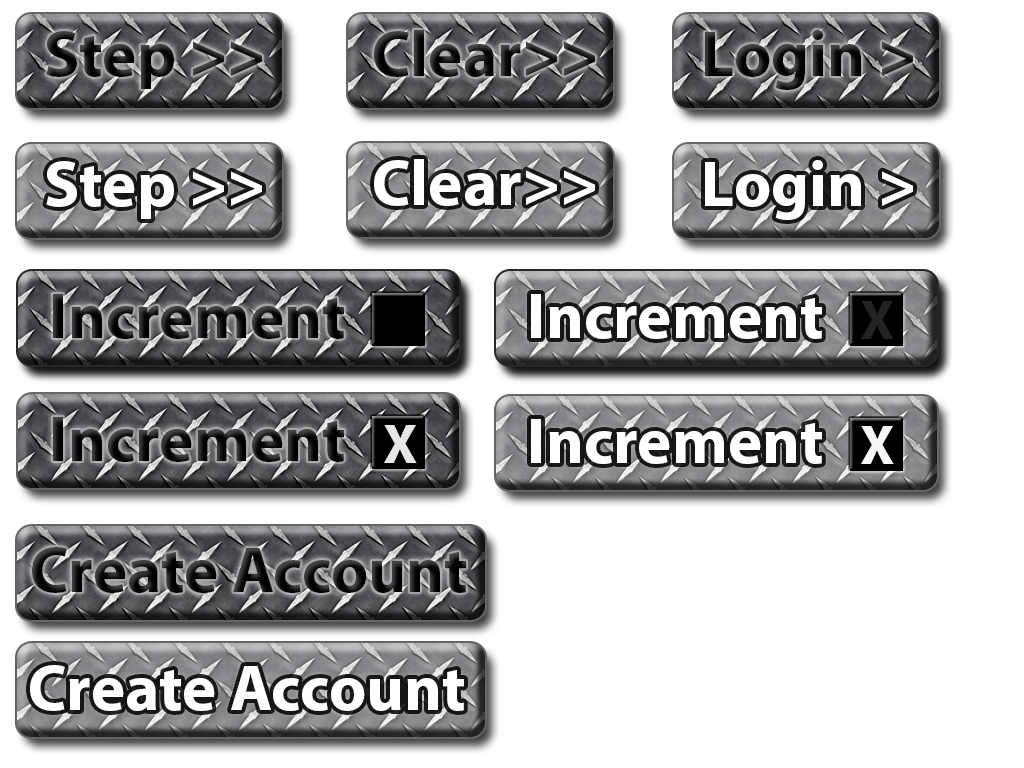 Step >>
Clear>>
Login >
Step >>
Clear>>
Login >
Increment
Increment X
Increment X
Increment X
Create Account
Create Account